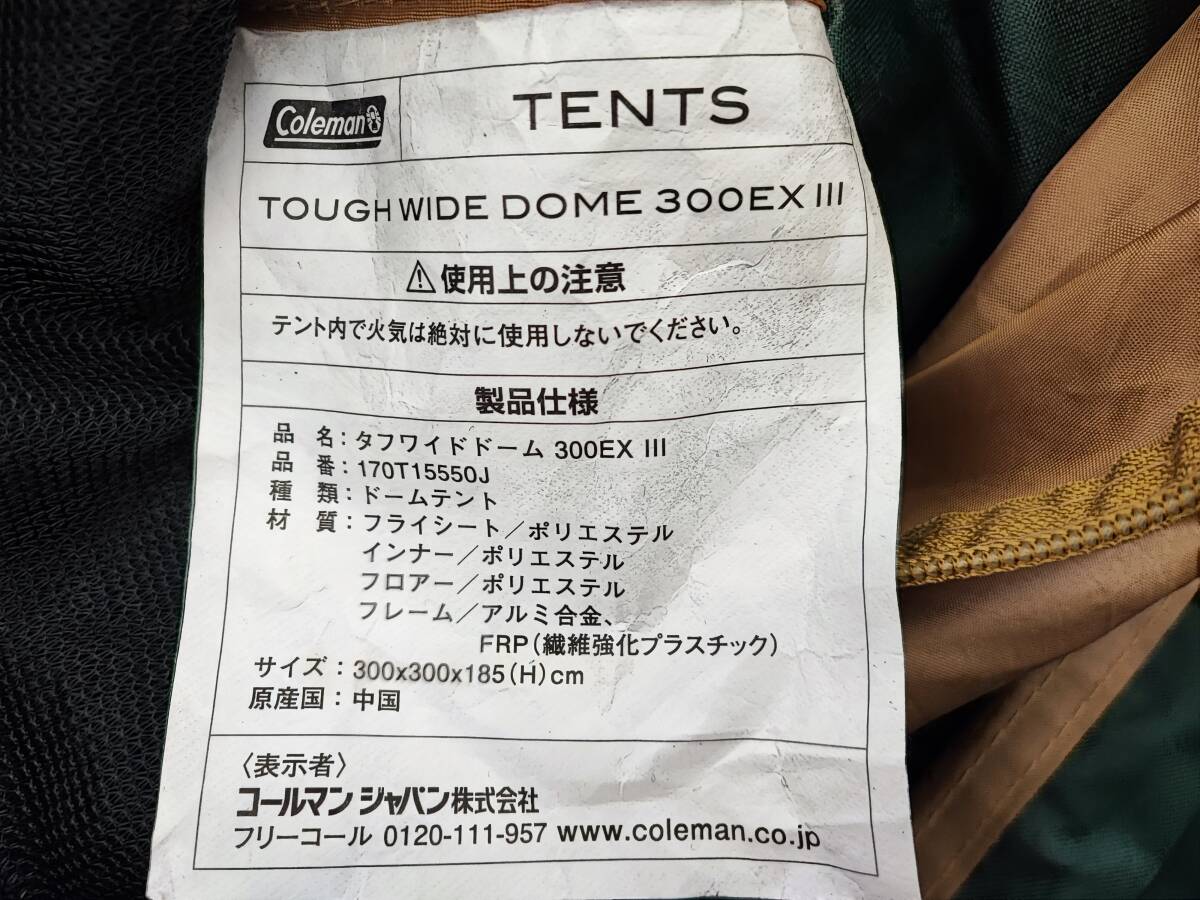 Coleman TENTS
TOUGH WIDE DOME 300EX III
⚠使用上の注意
テント内で火気は絶対に使用しないでください。
製品仕様
品 名：タフワイドドーム 300EX III
品 番：170T15550J
種 類：ドームテント
材 質：フライシート／ポリエステル
インナー／ポリエステル
フロアー／ポリエステル
フレーム／アルミ合金、
FRP（繊維強化プラスチック）
サイズ：300x300x185(H)cm
原産国：中国
〈表示者〉
コールマン ジャパン株式会社
フリーコール 0120-111-957 www.coleman.co.jp